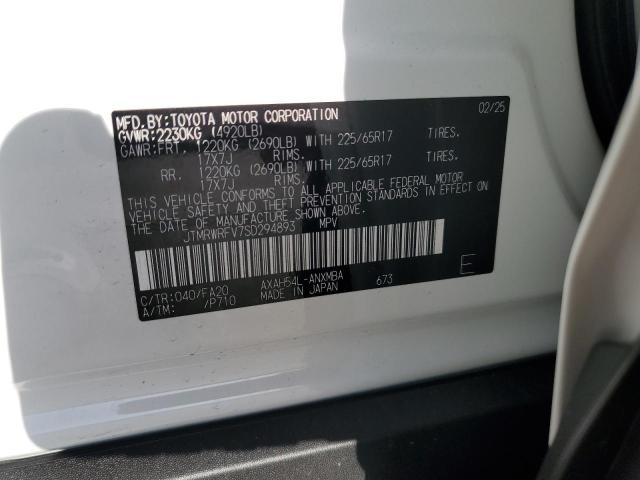 MFD.BY:TOYOTA MOTOR CORPORATION 02/25
GVWR:2230KG (4920LB)
GAWR:FRT. 1220KG (2690LB) WITH 225/65R17 TIRES.
17X7J RIMS.
RR. 1220KG (2690LB) WITH 225/65R17 TIRES.
17X7J RIMS.
THIS VEHICLE CONFORMS TO ALL APPLICABLE FEDERAL MOTOR
VEHICLE SAFETY AND THEFT PREVENTION STANDARDS IN EFFECT ON
THE DATE OF MANUFACTURE SHOWN ABOVE.
JTMRWRFV7SD294893 MPV
C/TR:040/FA20 AXAH54L-ANXMBA 673 E
A/TM: /P710 MADE IN JAPAN